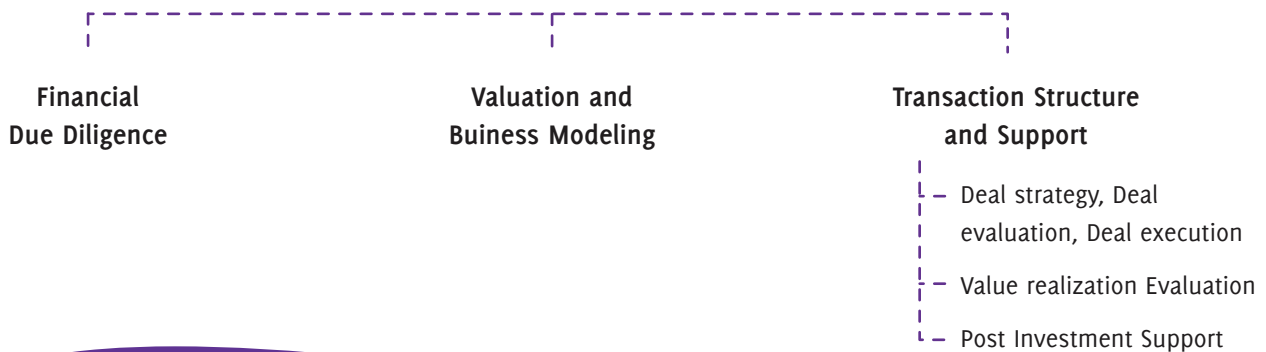 Financial
Due Diligence
Valuation and
Buiness Modeling
Transaction Structure
and Support
Deal strategy, Deal
evaluation, Deal execution
Value realization Evaluation
Post Investment Support